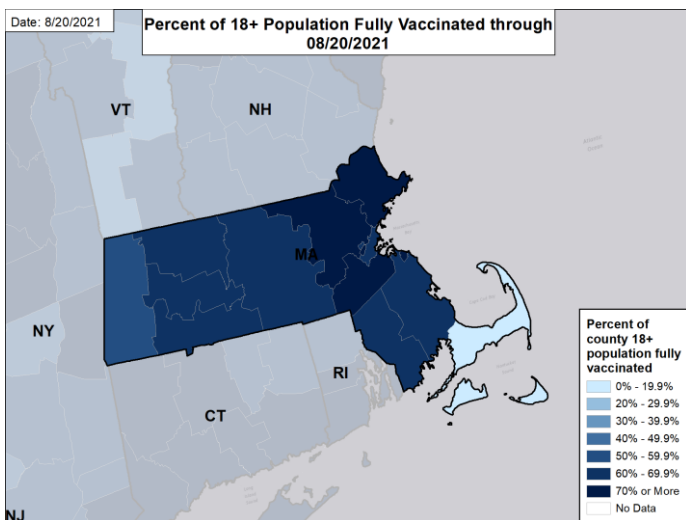 Date: 8/20/2021
Percent of 18+ Population Fully Vaccinated through
08/20/2021
VT
NH
MA
NY
RI
CT
NJ
Percent of
county 18+
population fully
vaccinated
0% - 19.9%
20% - 29.9%
30% - 39.9%
40% - 49.9%
50% - 59.9%
60% - 69.9%
70% or More
No Data